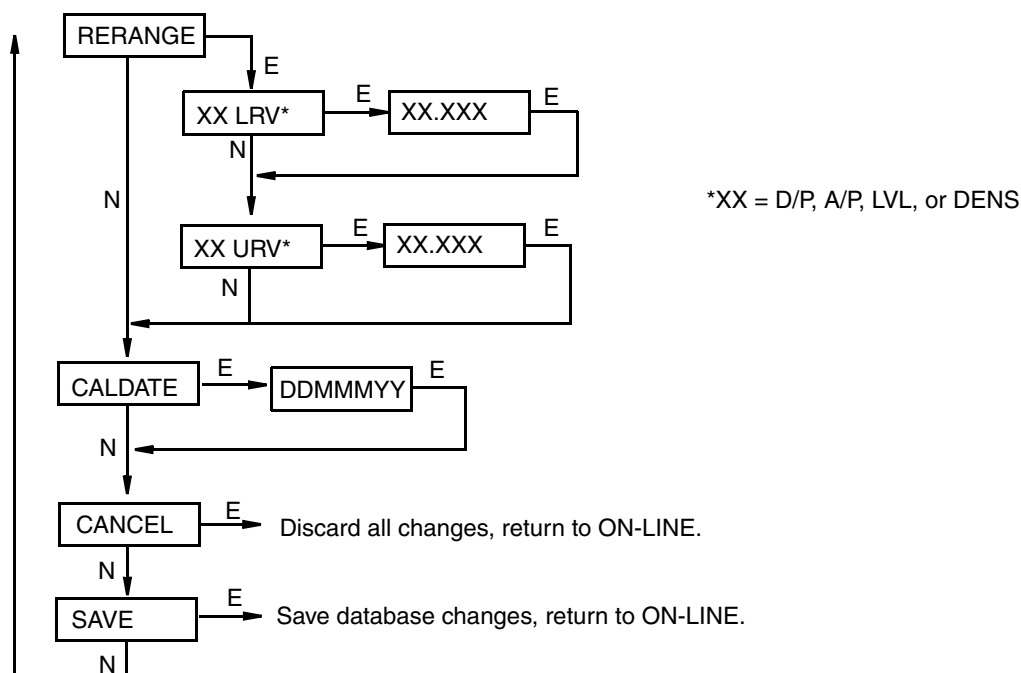 RERANGE
E
XX LRV*
E
XX.XXX
E
N
N
*XX = D/P, A/P, LVL, or DENS
XX URV*
E
XX.XXX
E
N
CALDATE
E
DDMMMYY
E
N
CANCEL
E
Discard all changes, return to ON-LINE.
N
SAVE
E
Save database changes, return to ON-LINE.
N